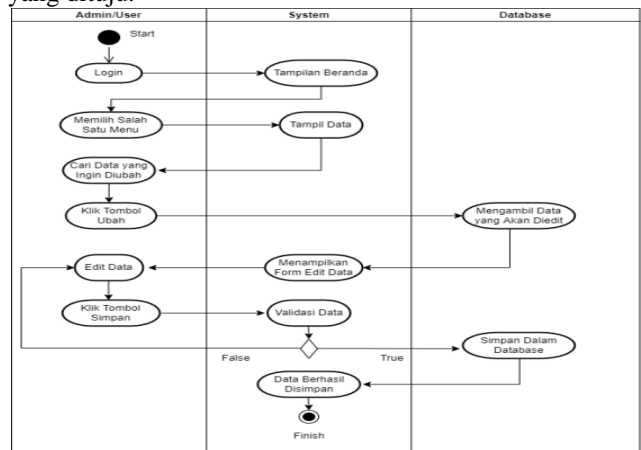 yang dituju.
Admin/User
System
Database
Start
Login
Tampilan Beranda
Memilih Salah
Satu Menu
Tampil Data
Cari Data yang
Ingin Diubah
Klik Tombol
Ubah
Mengambil Data
yang Akan Diedit
Edit Data
Menampilkan
Form Edit Data
Klik Tombol
Simpan
Validasi Data
False
True
Simpan Dalam
Database
Data Berhasil
Disimpan
Finish